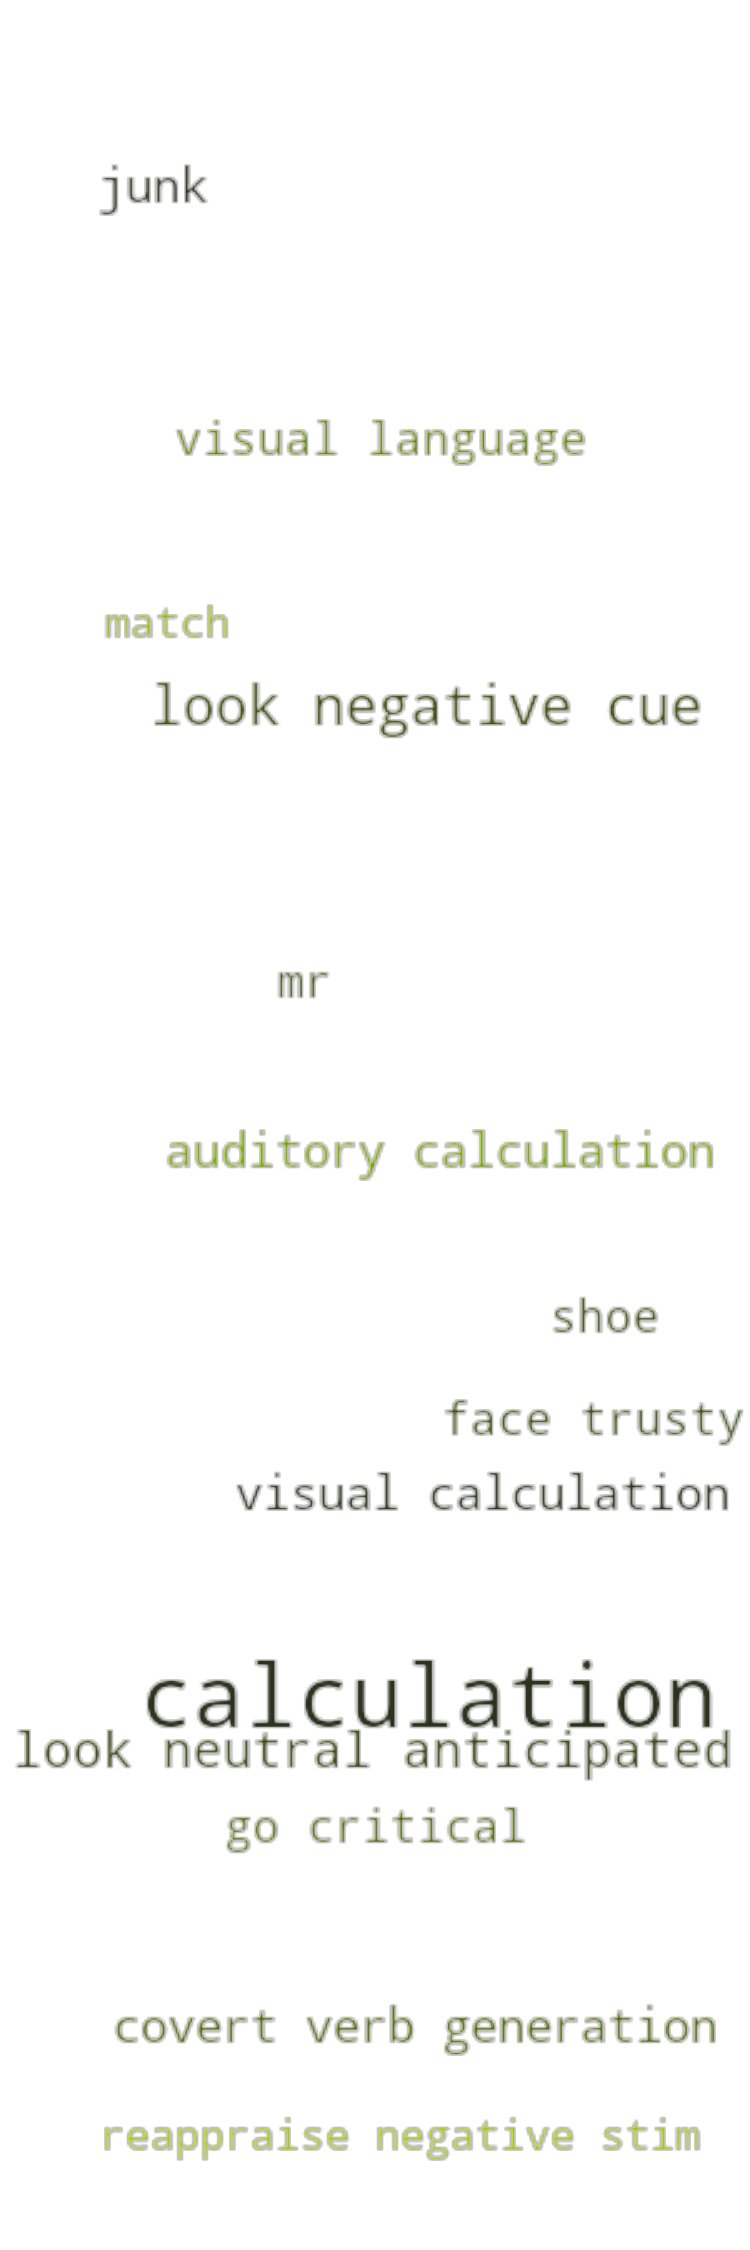 junk
visual language
match
look negative cue
mr
auditory calculation
shoe
face trusty
visual calculation
calculation
look neutral anticipated
go critical
covert verb generation
reappraise negative stim